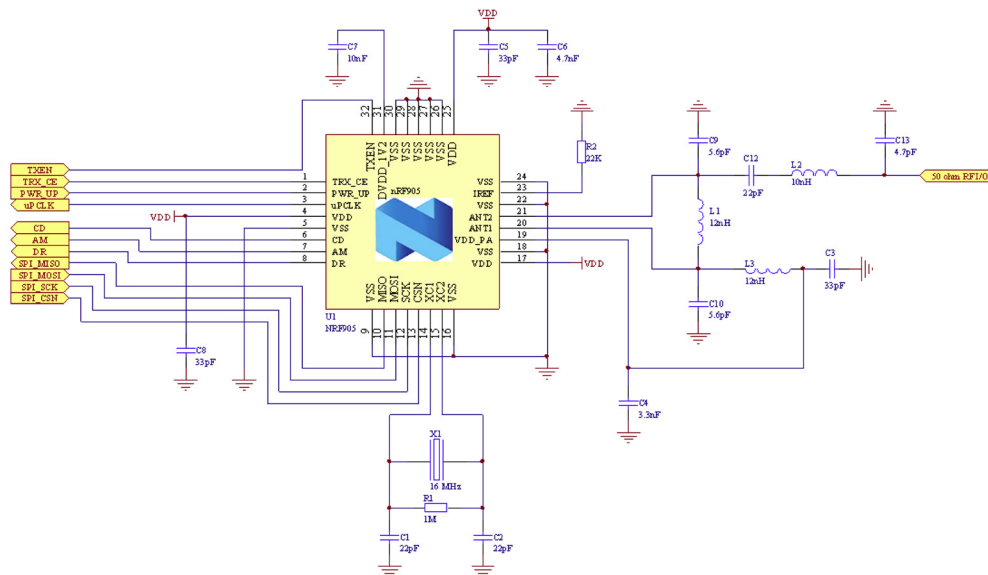 VDD
C7
10nF
C5
33pF
C6
4.7nF
32
31
30
29
28
27
26
25
TXEN
DVDD_1V2
VSS
VSS
VSS
VSS
VSS
VDD
R2
22K
C9
5.6pF
C12
22pF
L2
10nH
C13
4.7pF
50 ohm RFI/O
TXEN
TRX_CE
PWR_UP
uPCLK
CD
AM
DR
SPI_MISO
SPI_MOSI
SPI_SCK
SPI_CSN
VDD
1
2
3
4
5
6
7
8
TRX_CE
PWR_UP
uPCLK
VDD
VSS
CD
AM
DR
nRF905
VSS
IREF
VSS
ANT2
ANT1
VDD_PA
VSS
VDD
24
23
22
21
20
19
18
17
VDD
L1
12nH
L3
12nH
C3
33pF
C10
5.6pF
VSS
MISO
MOSI
SCK
CSN
XC1
XC2
VSS
U1
NRF905
9
10
11
12
13
14
15
16
C8
33pF
C4
3.3nF
X1
16 MHz
R1
1M
C1
22pF
C2
22pF